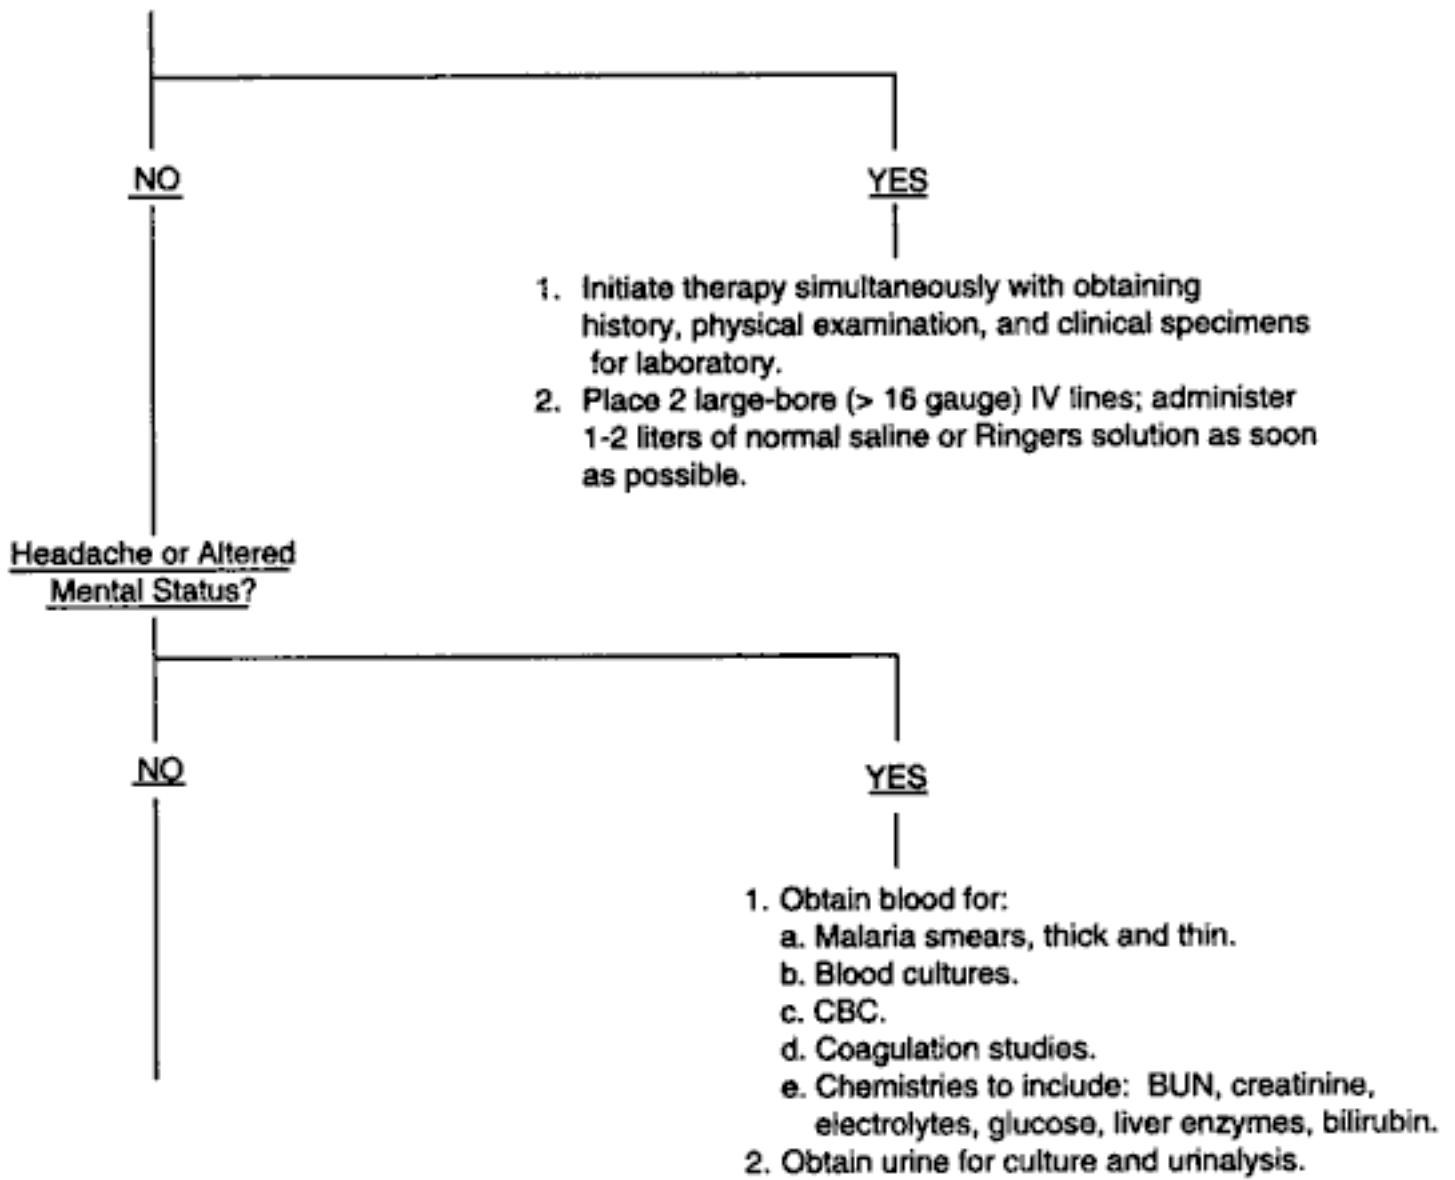 NO
YES
1. Initiate therapy simultaneously with obtaining
history, physical examination, and clinical specimens
for laboratory.
2. Place 2 large-bore (> 16 gauge) IV lines; administer
1-2 liters of normal saline or Ringers solution as soon
as possible.
Headache or Altered
Mental Status?
NO
YES
1. Obtain blood for:
a. Malaria smears, thick and thin.
b. Blood cultures.
c. CBC.
d. Coagulation studies.
e. Chemistries to include: BUN, creatinine,
electrolytes, glucose, liver enzymes, bilirubin.
2. Obtain urine for culture and urinalysis.